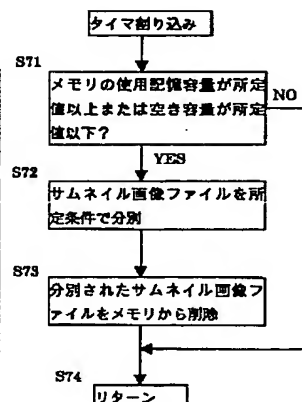 タイマ割り込み
S71
メモリの使用記憶容量が所定
値以上または空き容量が所定
値以下?
NO
YES
S72
サムネイル画像ファイルを所
定条件で分別
S73
分別されたサムネイル画像フ
ァイルをメモリから削除
S74
リターン